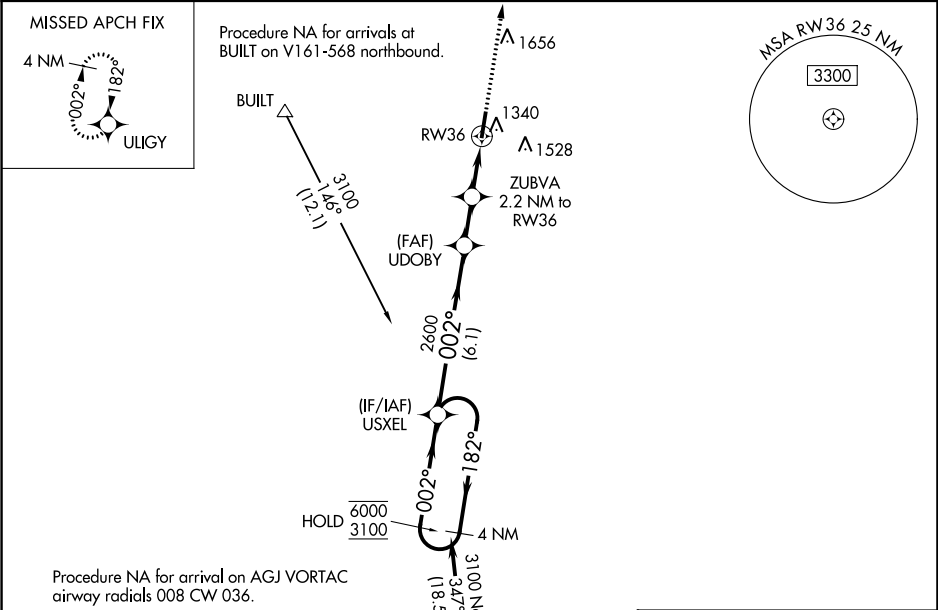 MISSED APCH FIX
4 NM
002°
182°
ULIGY
Procedure NA for arrivals at
BUILT on V161-568 northbound.
BUILT
3100
146°
(12.1)
1656
1340
RW36
1528
ZUBVA
2.2 NM to
RW36
(FAF)
UDOBY
2600
002°
(6.1)
(IF/IAF)
USXEL
002°
182°
HOLD
6000
3100
4 NM
3100
347°
MSA RW36 25 NM
3300
Procedure NA for arrival on AGJ VORTAC
airway radials 008 CW 036.